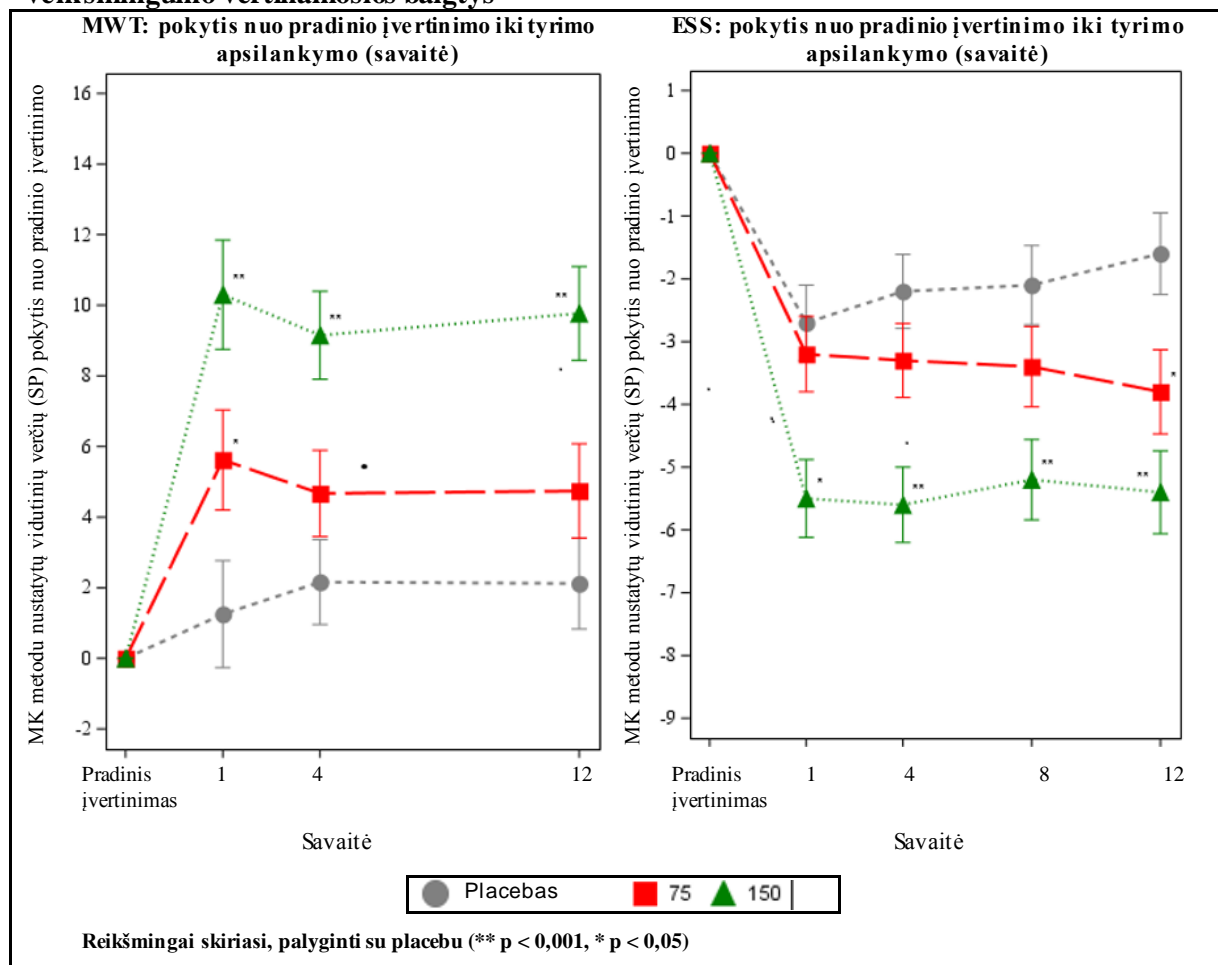 MWT: pokytis nuo pradinio įvertinimo iki tyrimo
apsilankymo (savaitė)
MK metodu nustatytų vidutinių verčių (SP) pokytis nuo pradinio įvertinimo
16
14
12
10
8
6
4
2
0
-2
**
**
**
*
Pradinis
įvertinimas
1
4
12
Savaitė
ESS: pokytis nuo pradinio įvertinimo iki tyrimo
apsilankymo (savaitė)
MK metodu nustatytų vidutinių verčių (SP) pokytis nuo pradinio įvertinimo
1
0
-1
-2
-3
-4
-5
-6
-7
-8
-9
*
*
**
**
**
Pradinis
įvertinimas
1
4
8
12
Savaitė
Placebas 75 150
Reikšmingai skiriasi, palyginti su placebu (** p < 0,001, * p < 0,05)